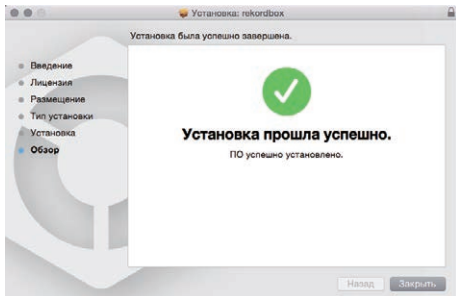 Установка: rekordbox
Установка была успешно завершена.
Введение
Лицензия
Размещение
Тип установки
Установка
Обзор
Установка прошла успешно.
ПО успешно установлено.
Назад
Закрыть